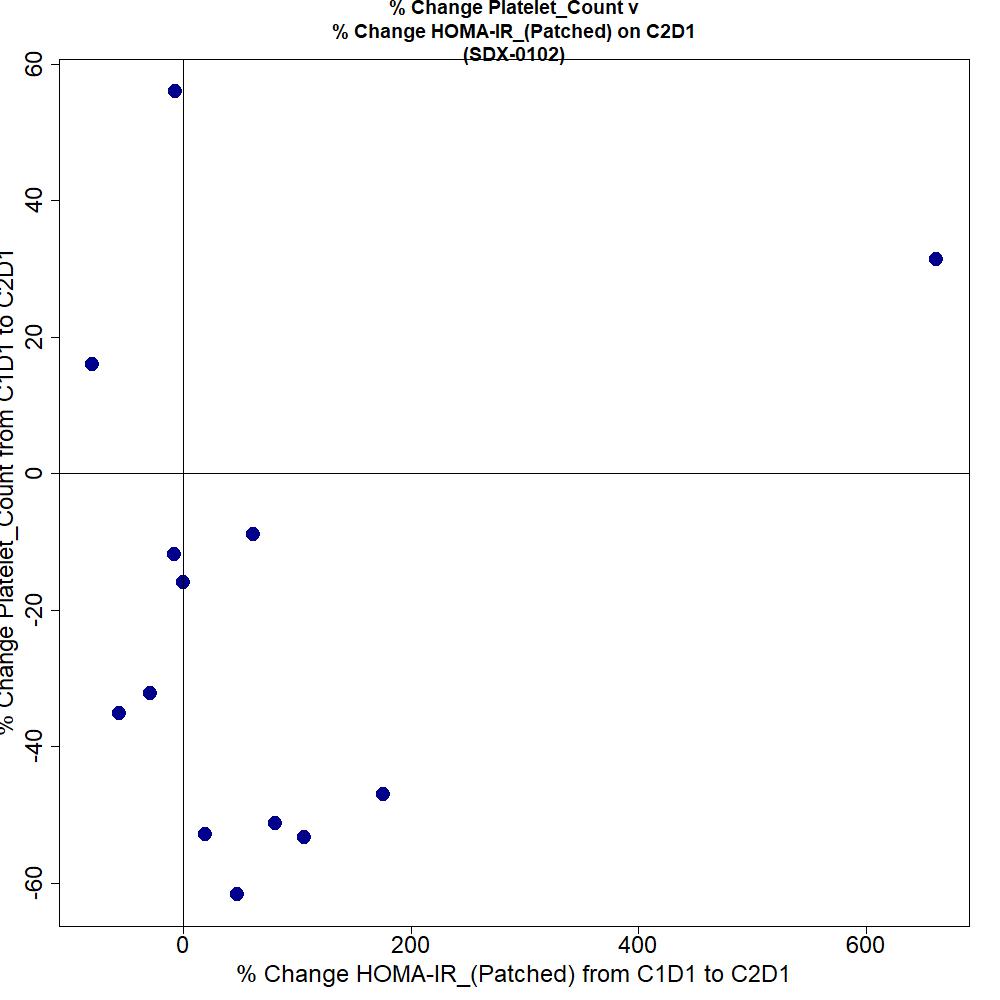 % Change Platelet_Count v
% Change HOMA-IR_(Patched) on C2D1
(SDX-0102)
% Change Platelet_Count from C1D1 to C2D1
60
40
20
0
-20
-40
-60
0
200
400
600
% Change HOMA-IR_(Patched) from C1D1 to C2D1